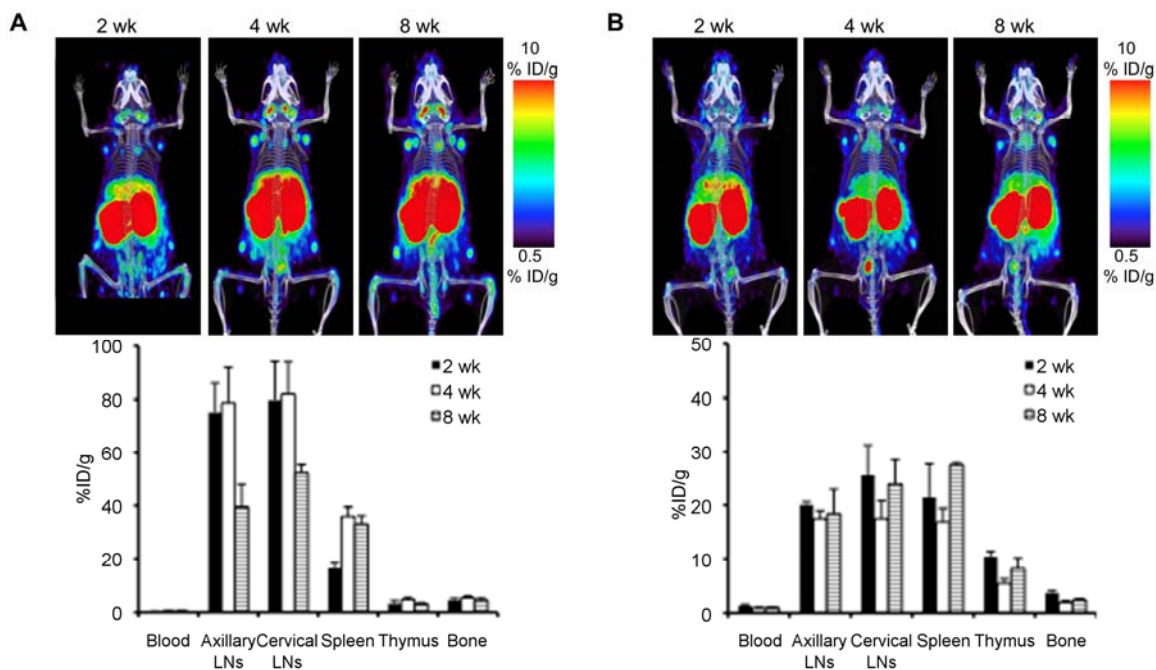 A
2 wk
4 wk
8 wk
10
% ID/g
0.5
% ID/g
100
80
60
40
20
0
%ID/g
2 wk
4 wk
8 wk
Blood
Axillary
LNs
Cervical
LNs
Spleen
Thymus
Bone
B
2 wk
4 wk
8 wk
10
% ID/g
0.5
% ID/g
50
40
30
20
10
0
%ID/g
2 wk
4 wk
8 wk
Blood
Axillary
LNs
Cervical
LNs
Spleen
Thymus
Bone